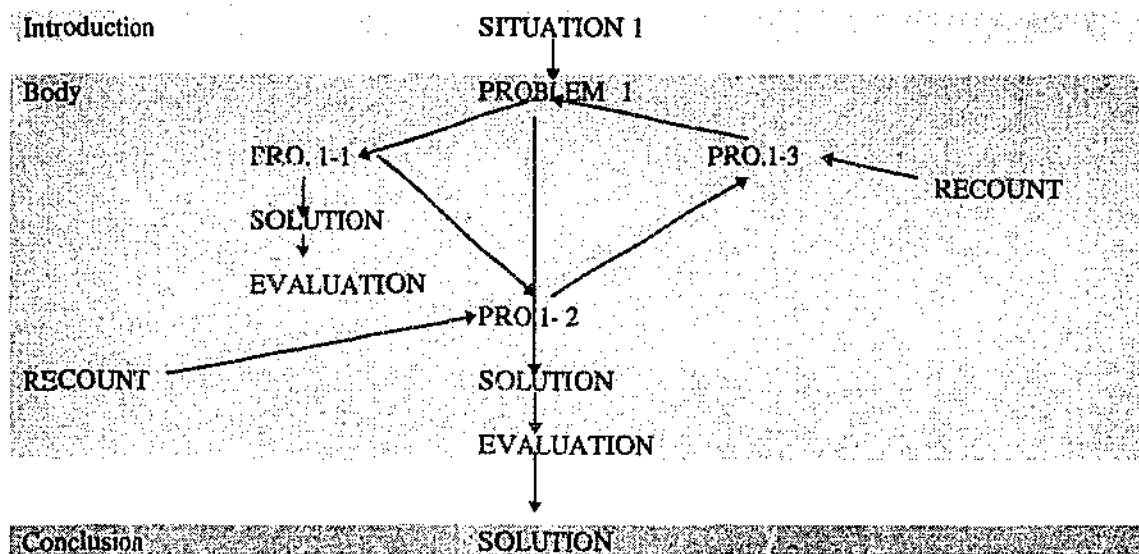 Introduction SITUATION 1
Body PROBLEM 1
PRO. 1-1 PRO.1-3
RECOUNT
SOLUTION
EVALUATION
PRO.1- 2
RECOUNT SOLUTION
EVALUATION
Conclusion SOLUTION